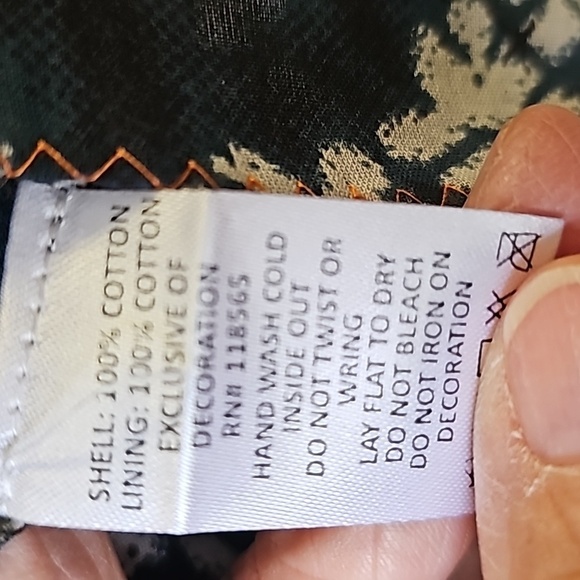 SHELL: 100% COTTON
LINING: 100% COTTON
EXCLUSIVE OF
DECORATION
RN# 118565
HAND WASH COLD
INSIDE OUT
DO NOT TWIST OR
WRING
LAY FLAT TO DRY
DO NOT BLEACH
DO NOT IRON ON
DECORATION